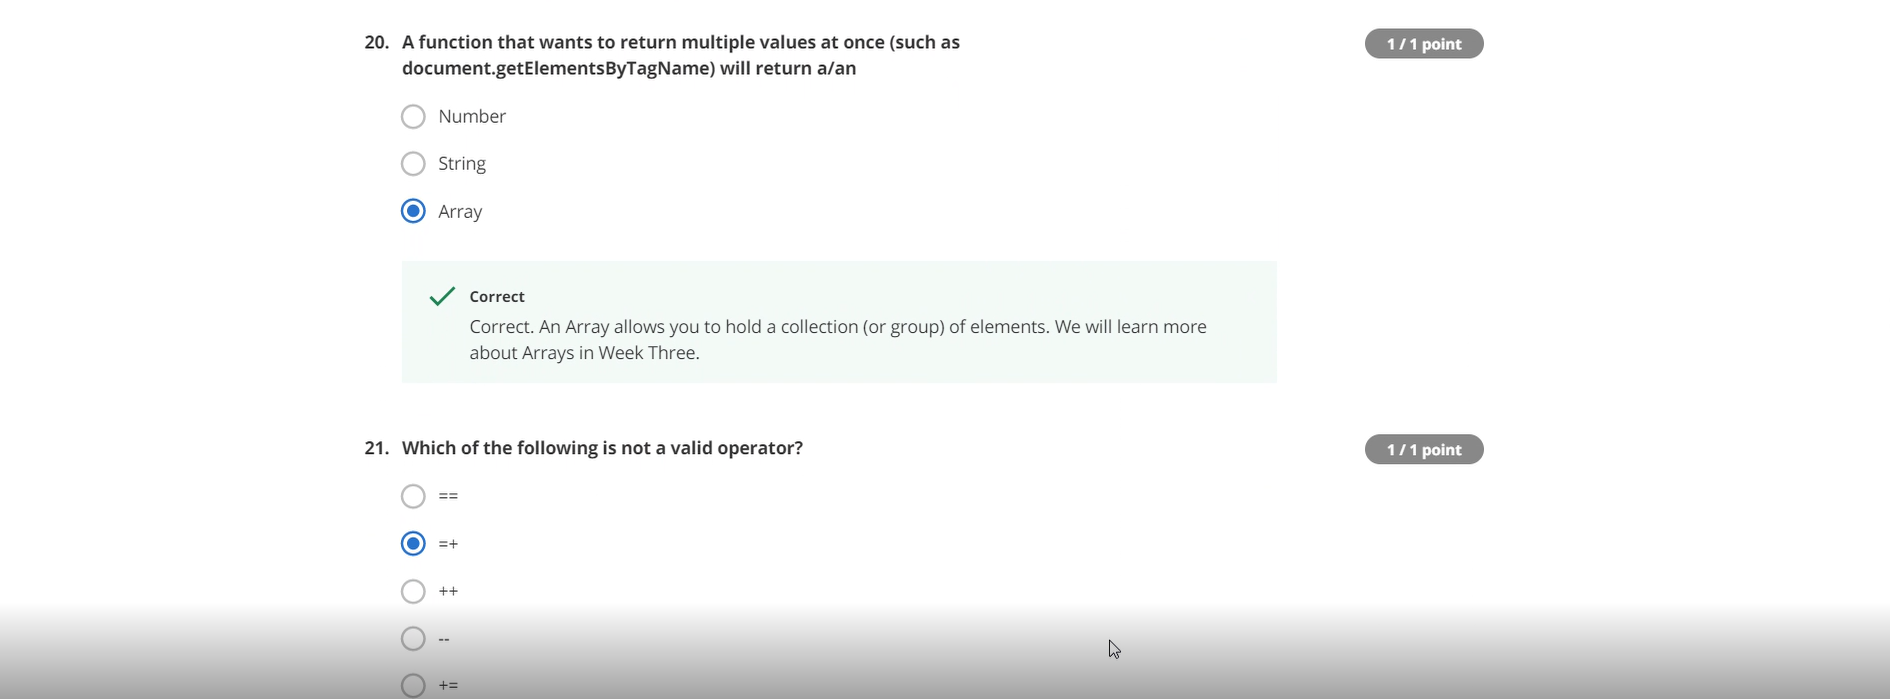 20. A function that wants to return multiple values at once (such as
document.getElementsByTagName) will return a/an
1 / 1 point
Number
String
Array
Correct
Correct. An Array allows you to hold a collection (or group) of elements. We will learn more
about Arrays in Week Three.
21. Which of the following is not a valid operator?
1 / 1 point
==
=+
++
--
+=